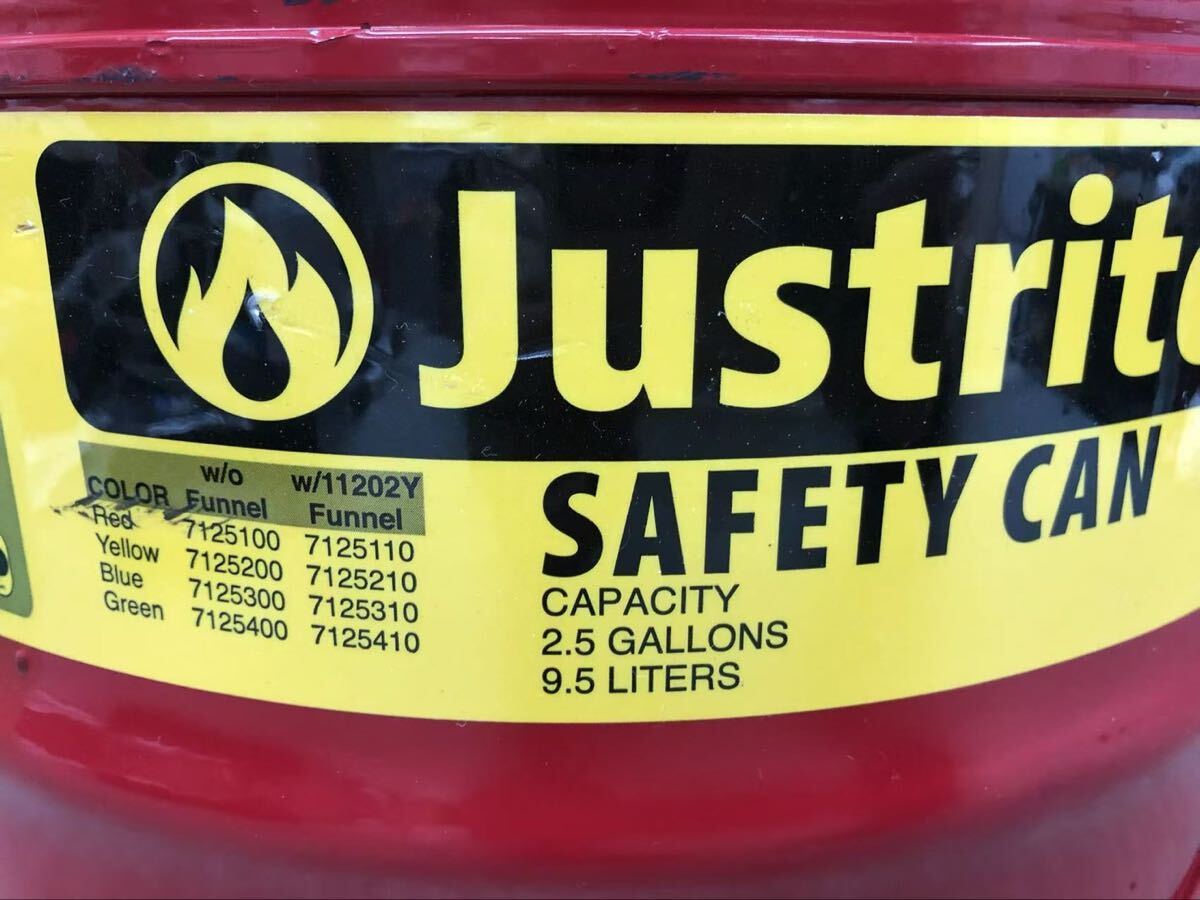 Justrite
SAFETY CAN
CAPACITY
2.5 GALLONS
9.5 LITERS
COLOR w/o Funnel w/11202Y Funnel
Red 7125100 7125110
Yellow 7125200 7125210
Blue 7125300 7125310
Green 7125400 7125410